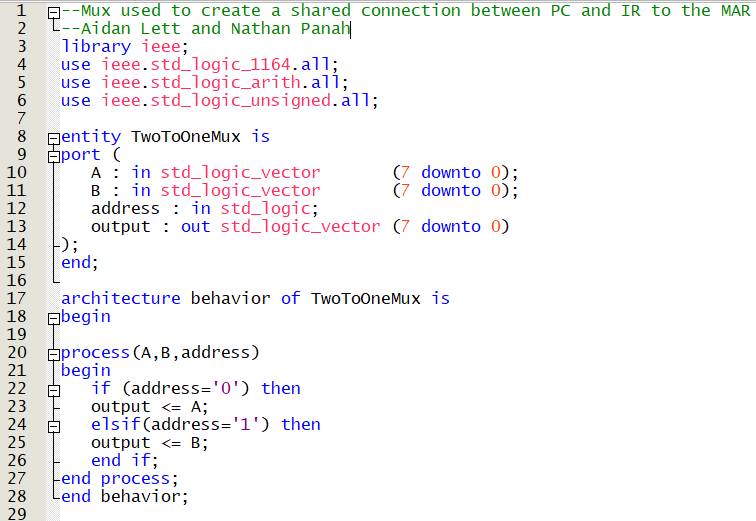 1 --Mux used to create a shared connection between PC and IR to the MAR
2 --Aidan Lett and Nathan Panah
3 library ieee;
4 use ieee.std_logic_1164.all;
5 use ieee.std_logic_arith.all;
6 use ieee.std_logic_unsigned.all;
7
8 entity TwoToOneMux is
9 port (
10 A : in std_logic_vector (7 downto 0);
11 B : in std_logic_vector (7 downto 0);
12 address : in std_logic;
13 output : out std_logic_vector (7 downto 0)
14 );
15 end;
16
17 architecture behavior of TwoToOneMux is
18 begin
19
20 process(A,B,address)
21 begin
22 if (address='0') then
23 output <= A;
24 elsif(address='1') then
25 output <= B;
26 end if;
27 end process;
28 end behavior;
29